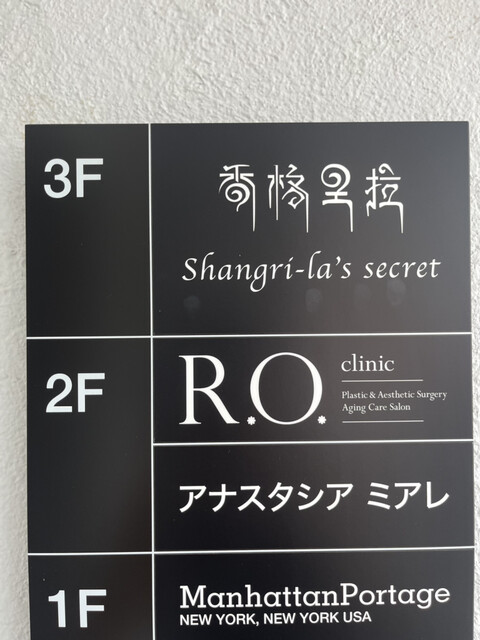 3F
香格里拉
Shangri-la's secret
2F
R.O. clinic
Plastic & Aesthetic Surgery
Aging Care Salon
アナスタシア ミアレ
1F
ManhattanPortage
NEW YORK, NEW YORK USA